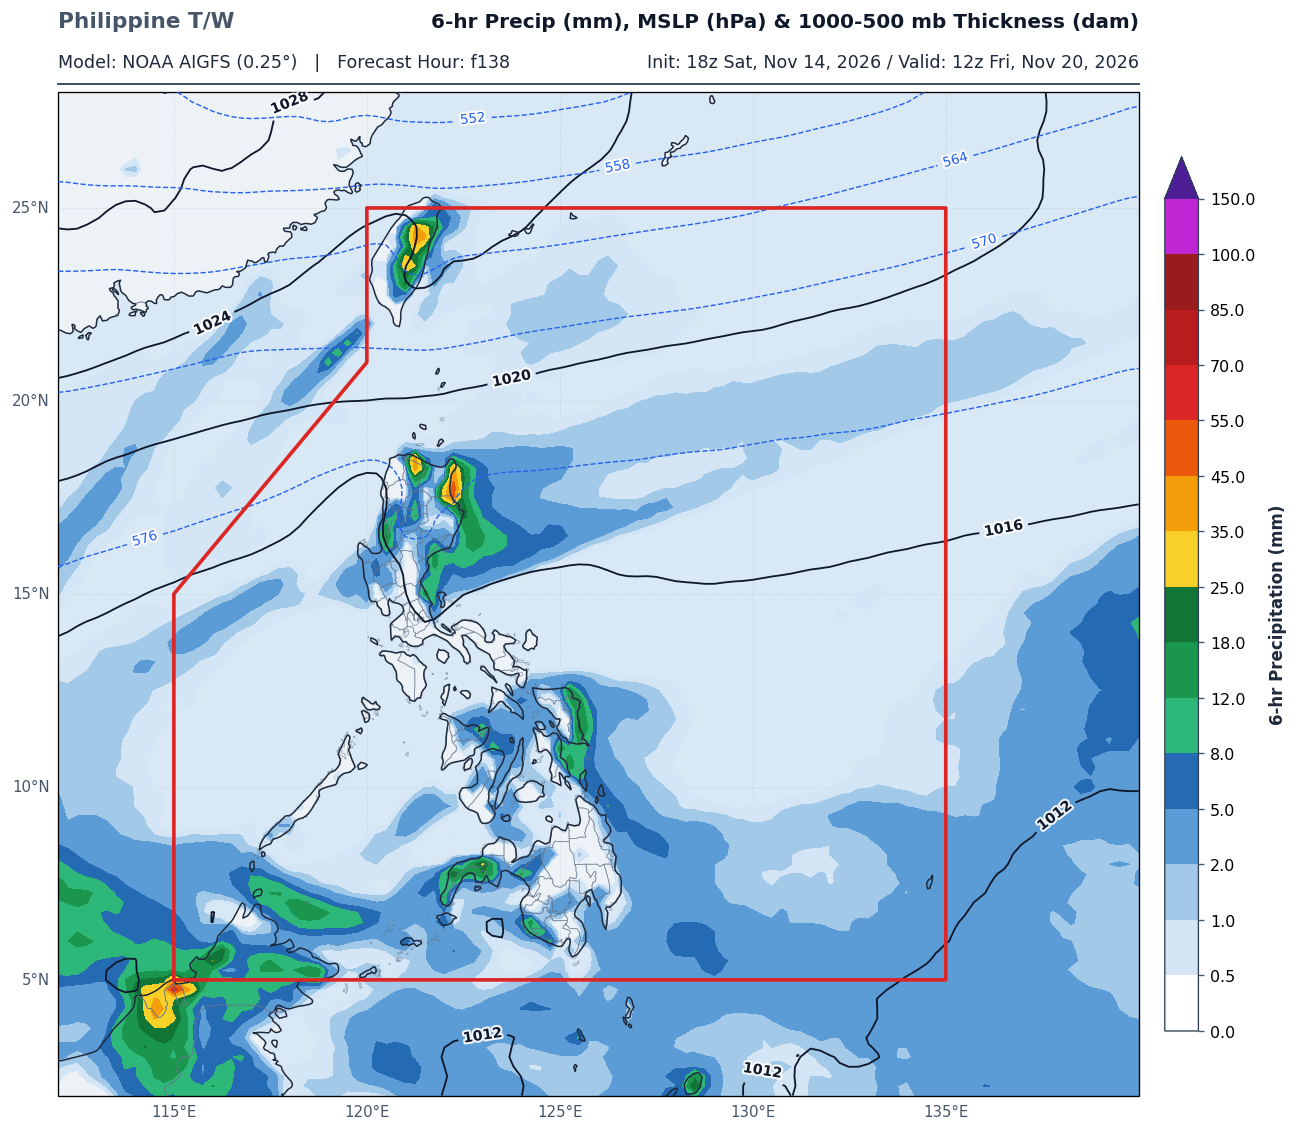 Philippine T/W
6-hr Precip (mm), MSLP (hPa) & 1000-500 mb Thickness (dam)
Model: NOAA AIGFS (0.25°) | Forecast Hour: f138
Init: 18z Sat, Nov 14, 2026 / Valid: 12z Fri, Nov 20, 2026
1028
552
558
564
570
1024
1020
576
1016
1012
1012
1012
25°N
20°N
15°N
10°N
5°N
115°E
120°E
125°E
130°E
135°E
150.0
100.0
85.0
70.0
55.0
45.0
35.0
25.0
18.0
12.0
8.0
5.0
2.0
1.0
0.5
0.0
6-hr Precipitation (mm)